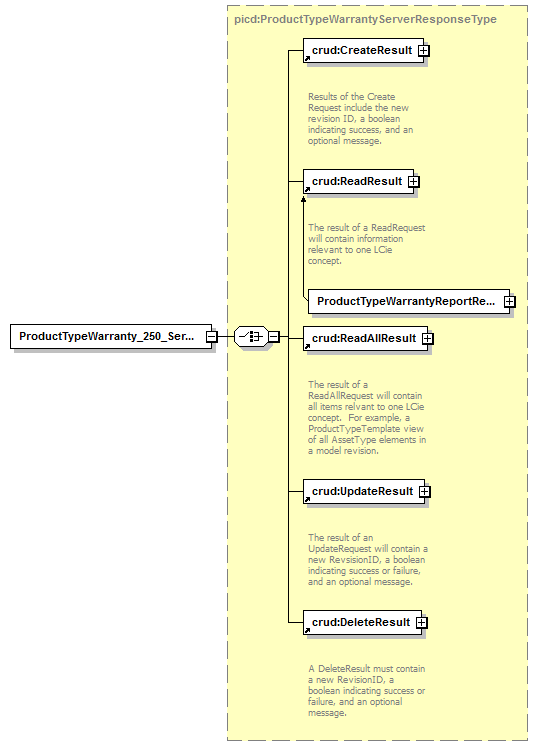 picd:ProductTypeWarrantyServerResponseType
crud:CreateResult
Results of the Create
Request include the new
revision ID, a boolean
indicating success, and an
optional message.
crud:ReadResult
The result of a ReadRequest
will contain information
relevant to one LCie
concept.
ProductTypeWarrantyReportRe...
ProductTypeWarranty_250_Ser...
crud:ReadAllResult
The result of a
ReadAllRequest will contain
all items relvant to one LCie
concept.  For example, a
ProductTypeTemplate view
of all AssetType elements in
a model revision.
crud:UpdateResult
The result of an
UpdateRequest will contain a
new RevsisionID, a boolean
indicating success or failure,
and an optional message.
crud:DeleteResult
A DeleteResult must contain
a new RevisionID, a
boolean indicating success or
failure, and an optional
message.